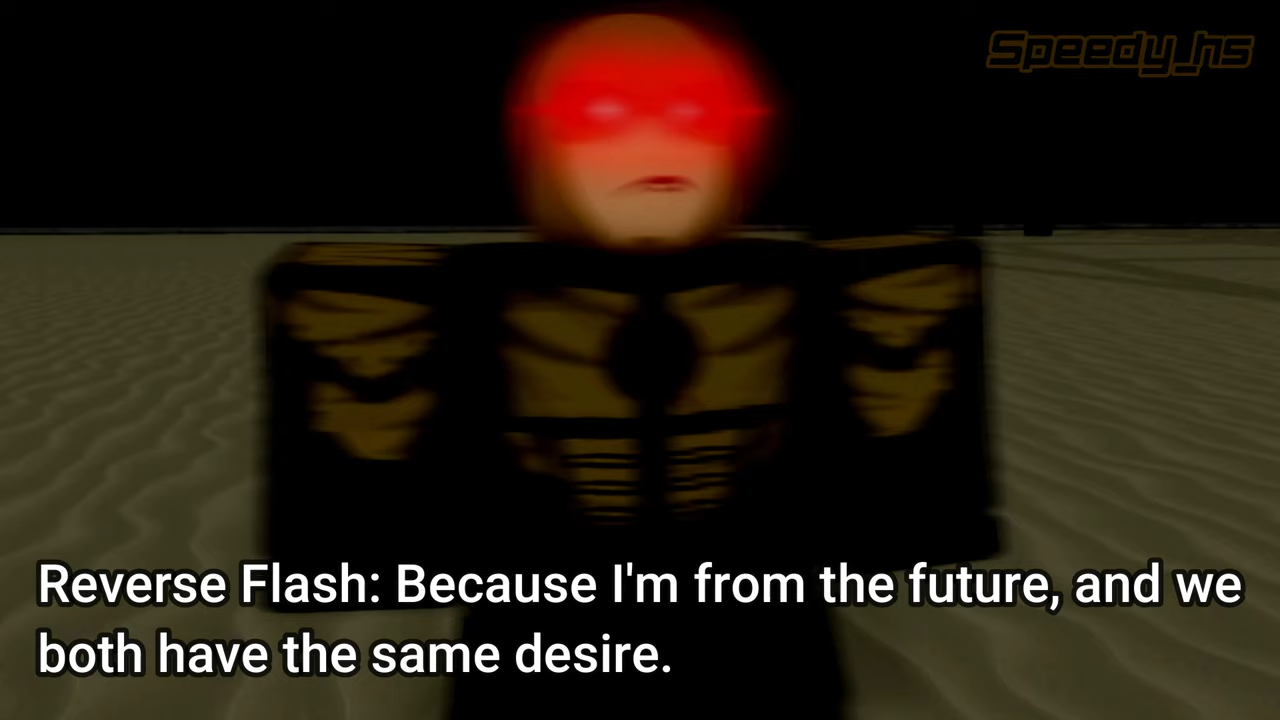 Speedy_hs
Reverse Flash: Because I'm from the future, and we
both have the same desire.